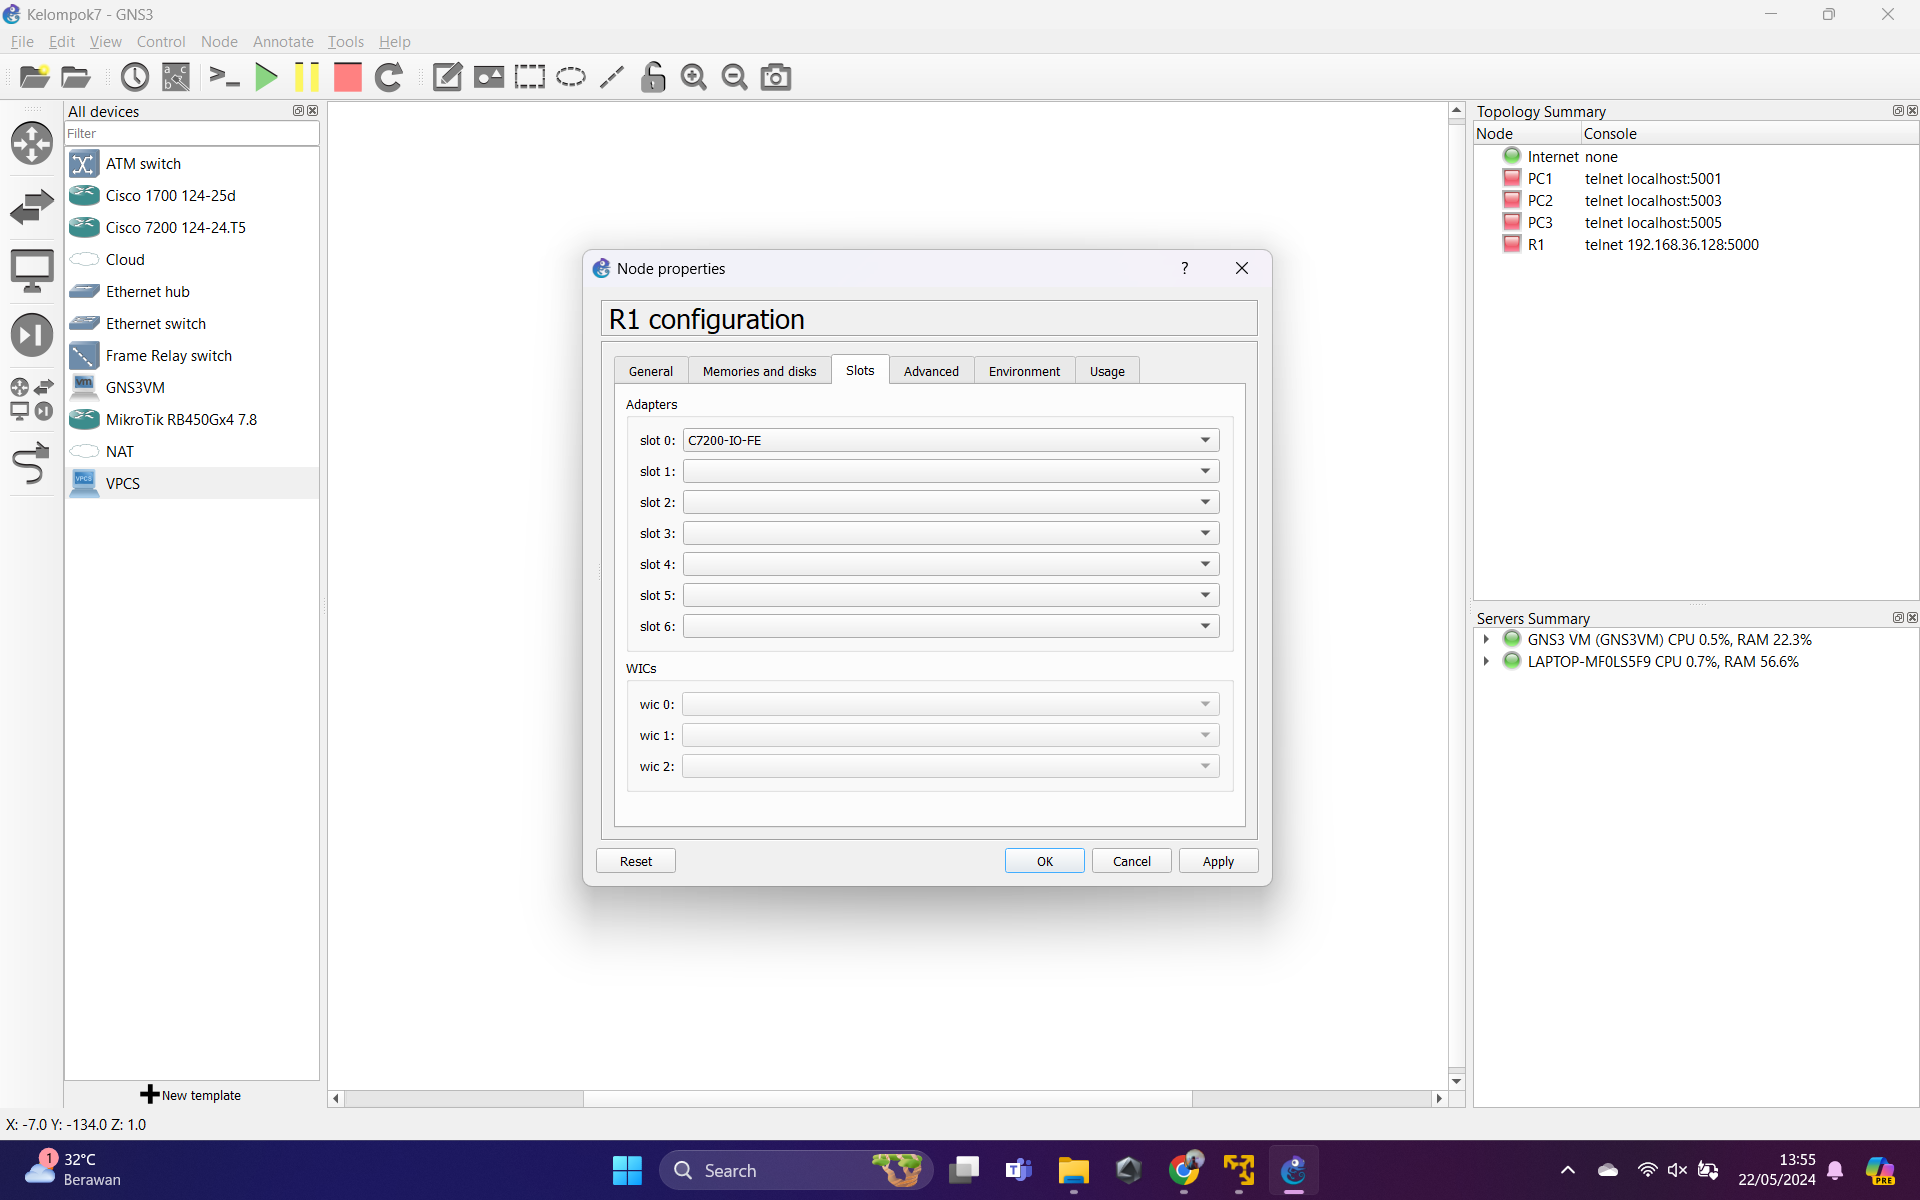 Kelompok7 - GNS3
File Edit View Control Node Annotate Tools Help
All devices
Filter
ATM switch
Cisco 1700 124-25d
Cisco 7200 124-24.T5
Cloud
Ethernet hub
Ethernet switch
Frame Relay switch
GNS3VM
MikroTik RB450Gx4 7.8
NAT
VPCS
New template
X: -7.0 Y: -134.0 Z: 1.0
Node properties
R1 configuration
General Memories and disks Slots Advanced Environment Usage
Adapters
slot 0: C7200-IO-FE
slot 1:
slot 2:
slot 3:
slot 4:
slot 5:
slot 6:
WICs
wic 0:
wic 1:
wic 2:
Reset OK Cancel Apply
Topology Summary
Node Console
Internet none
PC1 telnet localhost:5001
PC2 telnet localhost:5003
PC3 telnet localhost:5005
R1 telnet 192.168.36.128:5000
Servers Summary
GNS3 VM (GNS3VM) CPU 0.5%, RAM 22.3%
LAPTOP-MF0LS5F9 CPU 0.7%, RAM 56.6%
1
32°C
Berawan
Search
13:55
22/05/2024
PRE